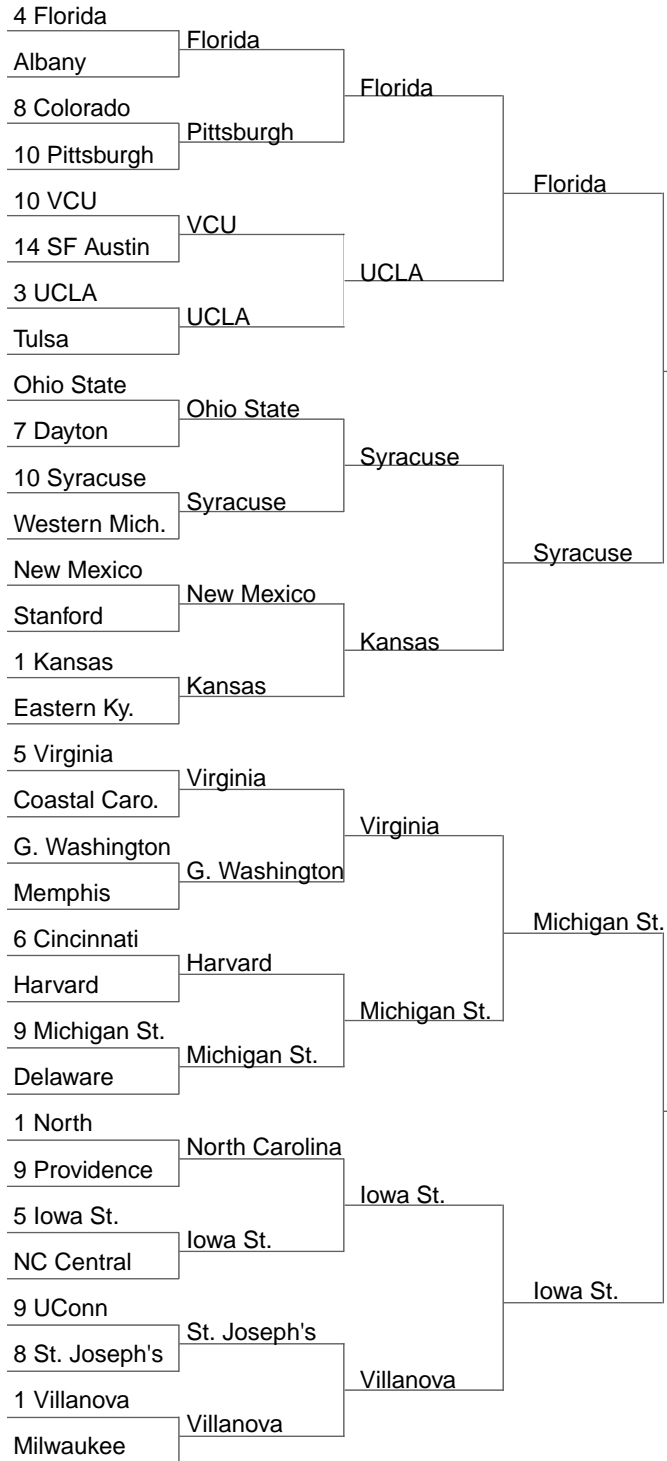 4 Florida
Albany
8 Colorado
10 Pittsburgh
10 VCU
14 SF Austin
3 UCLA
Tulsa
Ohio State
7 Dayton
10 Syracuse
Western Mich.
New Mexico
Stanford
1 Kansas
Eastern Ky.
5 Virginia
Coastal Caro.
G. Washington
Memphis
6 Cincinnati
Harvard
9 Michigan St.
Delaware
1 North
9 Providence
5 Iowa St.
NC Central
9 UConn
8 St. Joseph's
1 Villanova
Milwaukee
Florida
Pittsburgh
VCU
UCLA
Ohio State
Syracuse
New Mexico
Kansas
Virginia
G. Washington
Harvard
Michigan St.
North Carolina
Iowa St.
St. Joseph's
Villanova
Florida
UCLA
Syracuse
Kansas
Virginia
Michigan St.
Iowa St.
Villanova
Florida
Syracuse
Michigan St.
Iowa St.